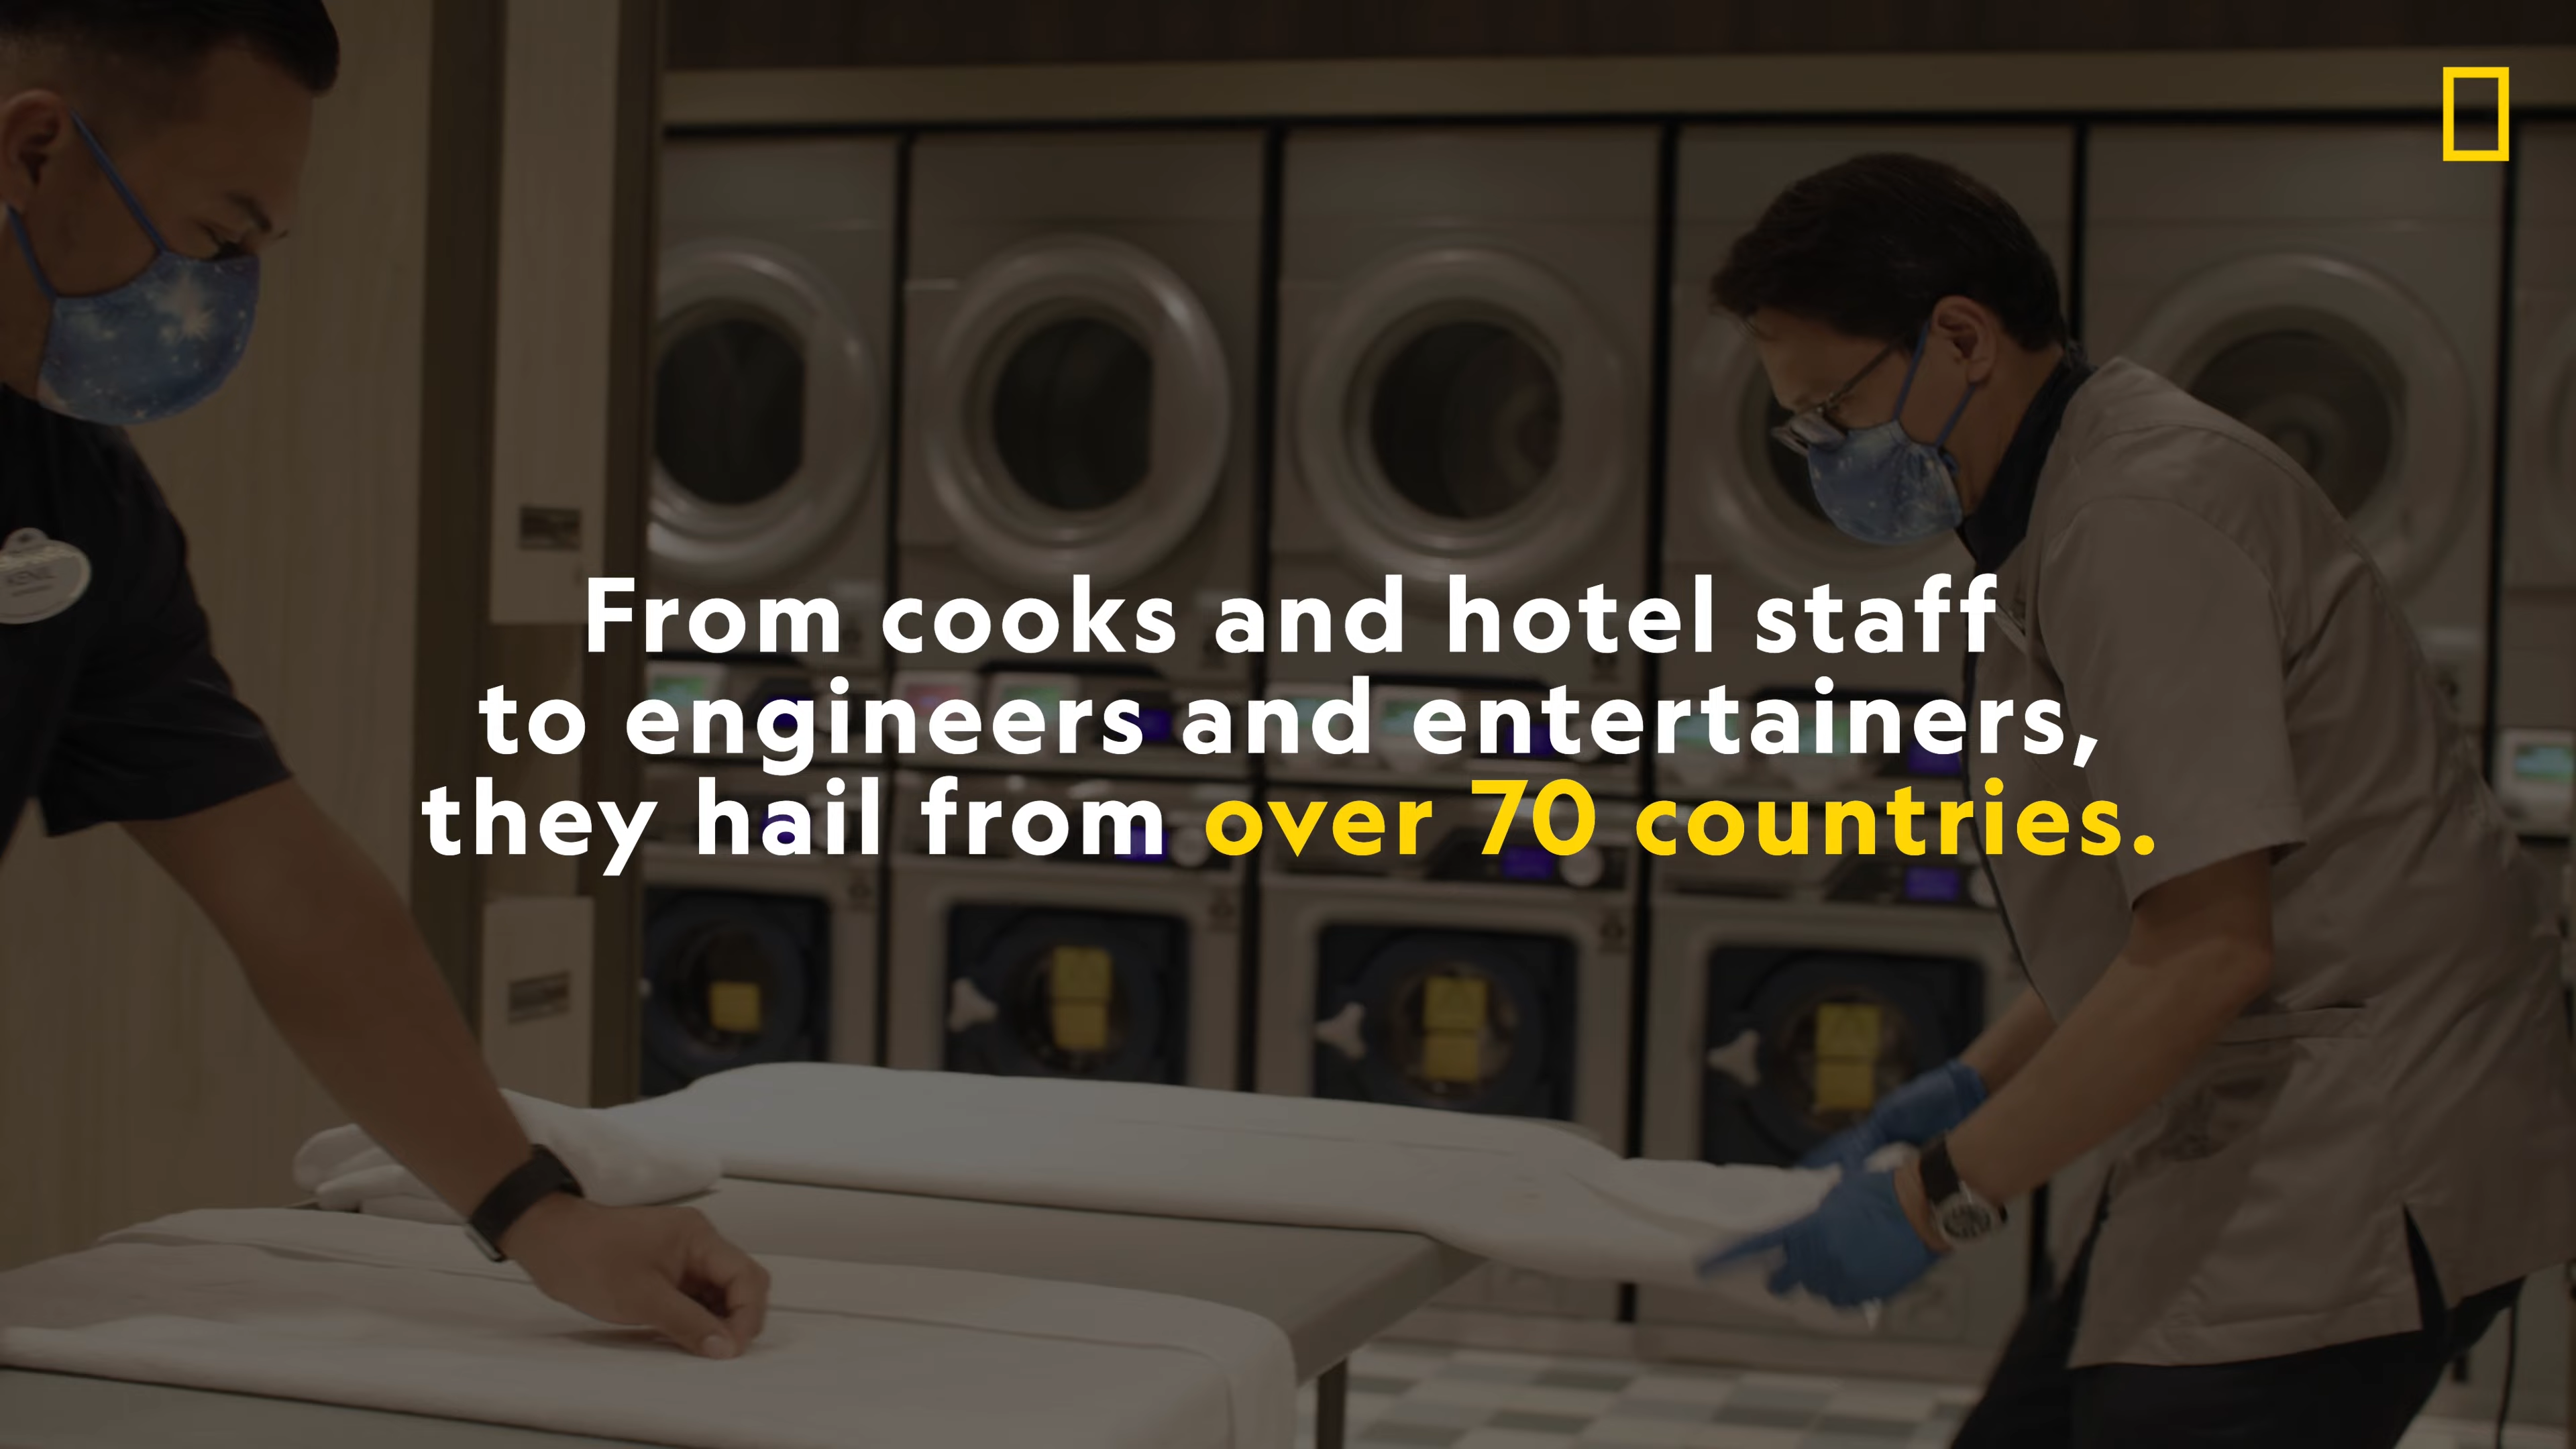 From cooks and hotel staff
to engineers and entertainers,
they hail from over 70 countries.